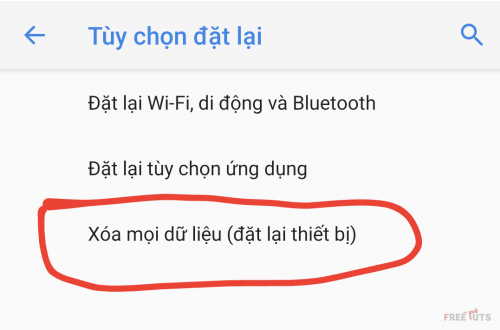 Tùy chọn đặt lại
Đặt lại Wi-Fi, di động và Bluetooth
Đặt lại tùy chọn ứng dụng
Xóa mọi dữ liệu (đặt lại thiết bị)
FREETUTS